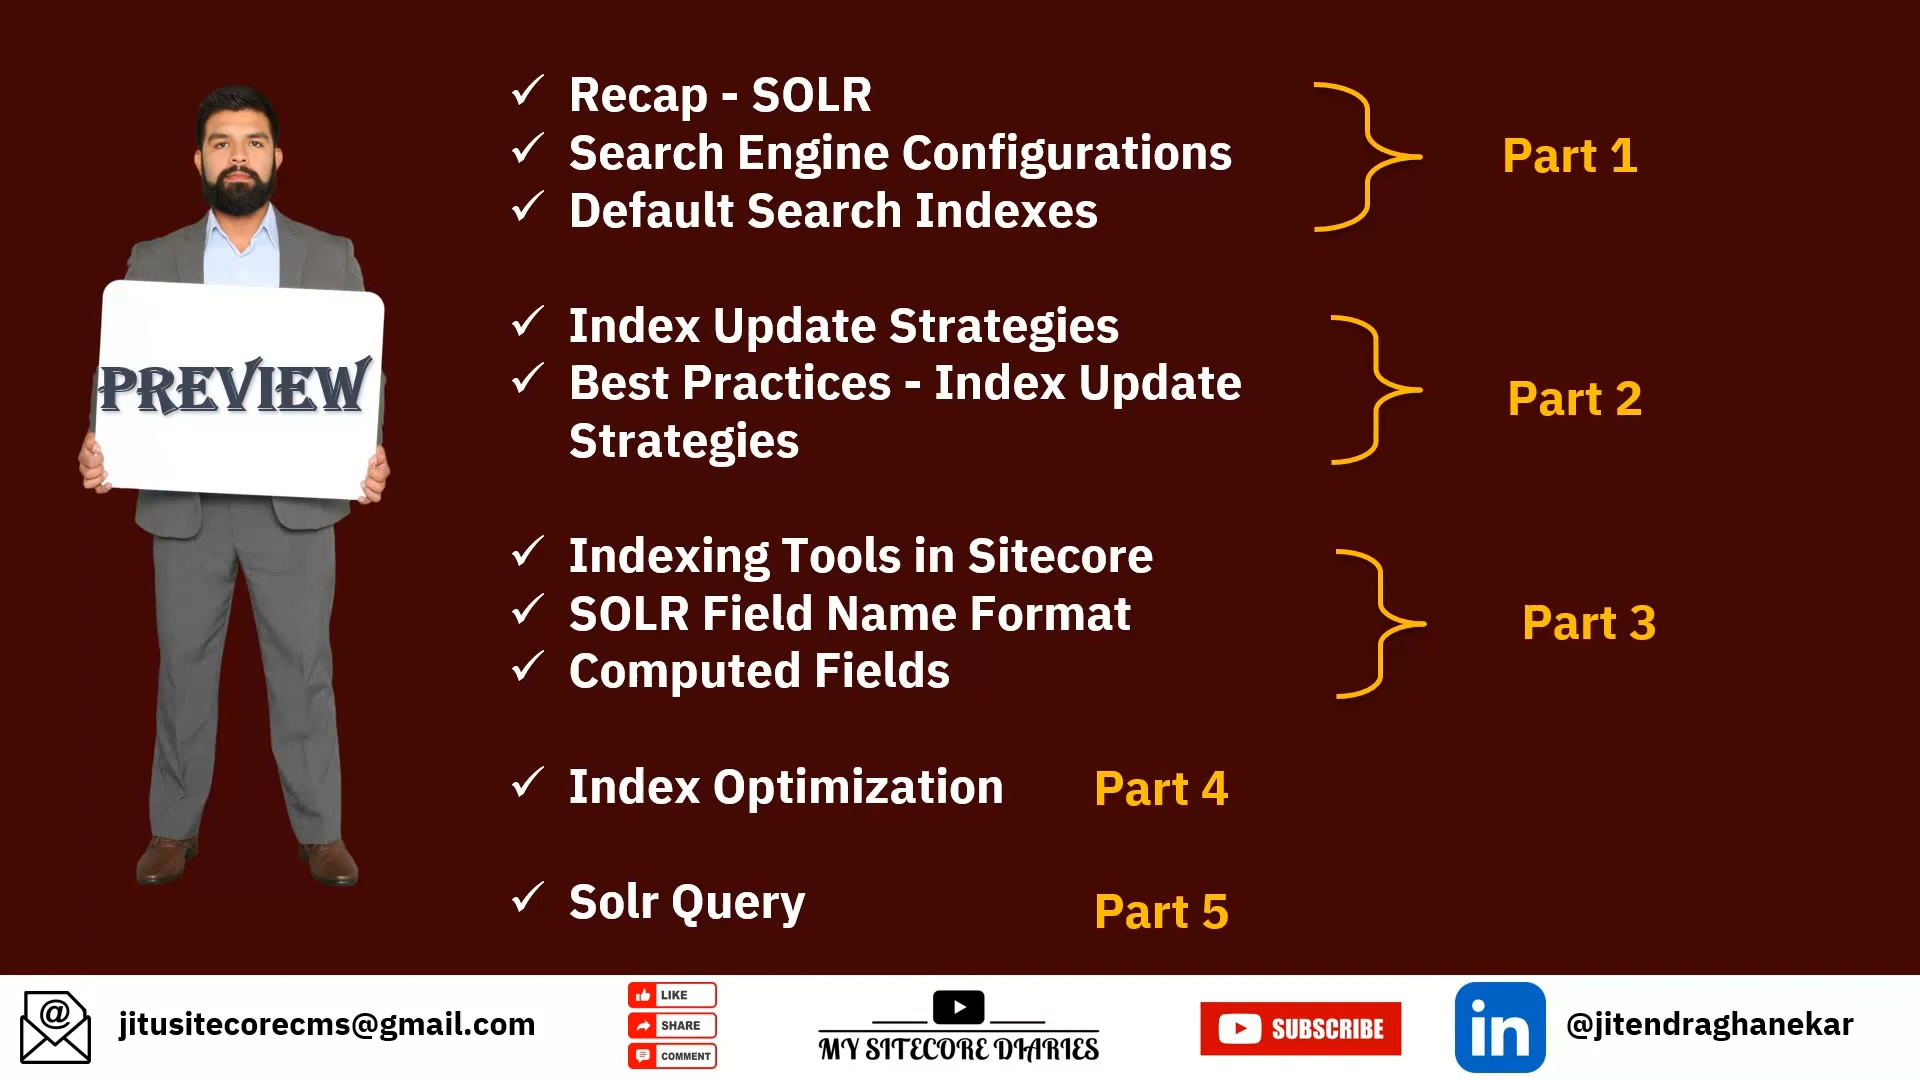 Recap - SOLR
Search Engine Configurations
Default Search Indexes
Part 1
Index Update Strategies
Best Practices - Index Update
Strategies
Part 2
Indexing Tools in Sitecore
SOLR Field Name Format
Computed Fields
Part 3
Index Optimization
Part 4
Solr Query
Part 5
PREVIEW
@
jitusitecorecms@gmail.com
LIKE
SHARE
COMMENT
MY SITECORE DIARIES
SUBSCRIBE
in
@jitendraghanekar